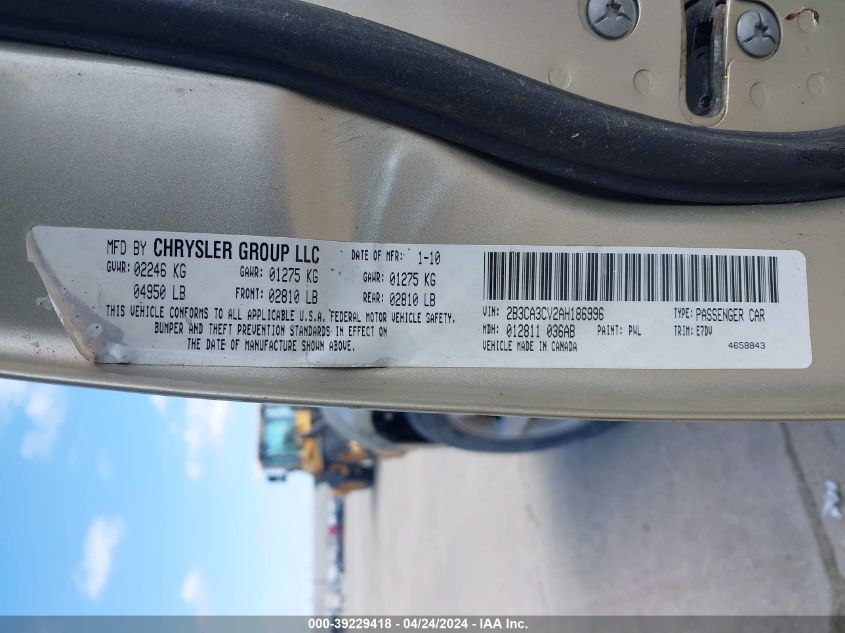 MFD BY CHRYSLER GROUP LLC DATE OF MFR: 1-10
GVWR: 02246 KG GAWR: 01275 KG GAWR: 01275 KG
04950 LB FRONT: 02810 LB REAR: 02810 LB
THIS VEHICLE CONFORMS TO ALL APPLICABLE U.S.A. FEDERAL MOTOR VEHICLE SAFETY,
BUMPER AND THEFT PREVENTION STANDARDS IN EFFECT ON
THE DATE OF MANUFACTURE SHOWN ABOVE.
VIN: 2B3CA3CV2AH186996 TYPE: PASSENGER CAR
MDH: 012811 036AB PAINT: PWL TRIM: E7DV
VEHICLE MADE IN CANADA 4658843
000-39229418 - 04/24/2024 - IAA Inc.